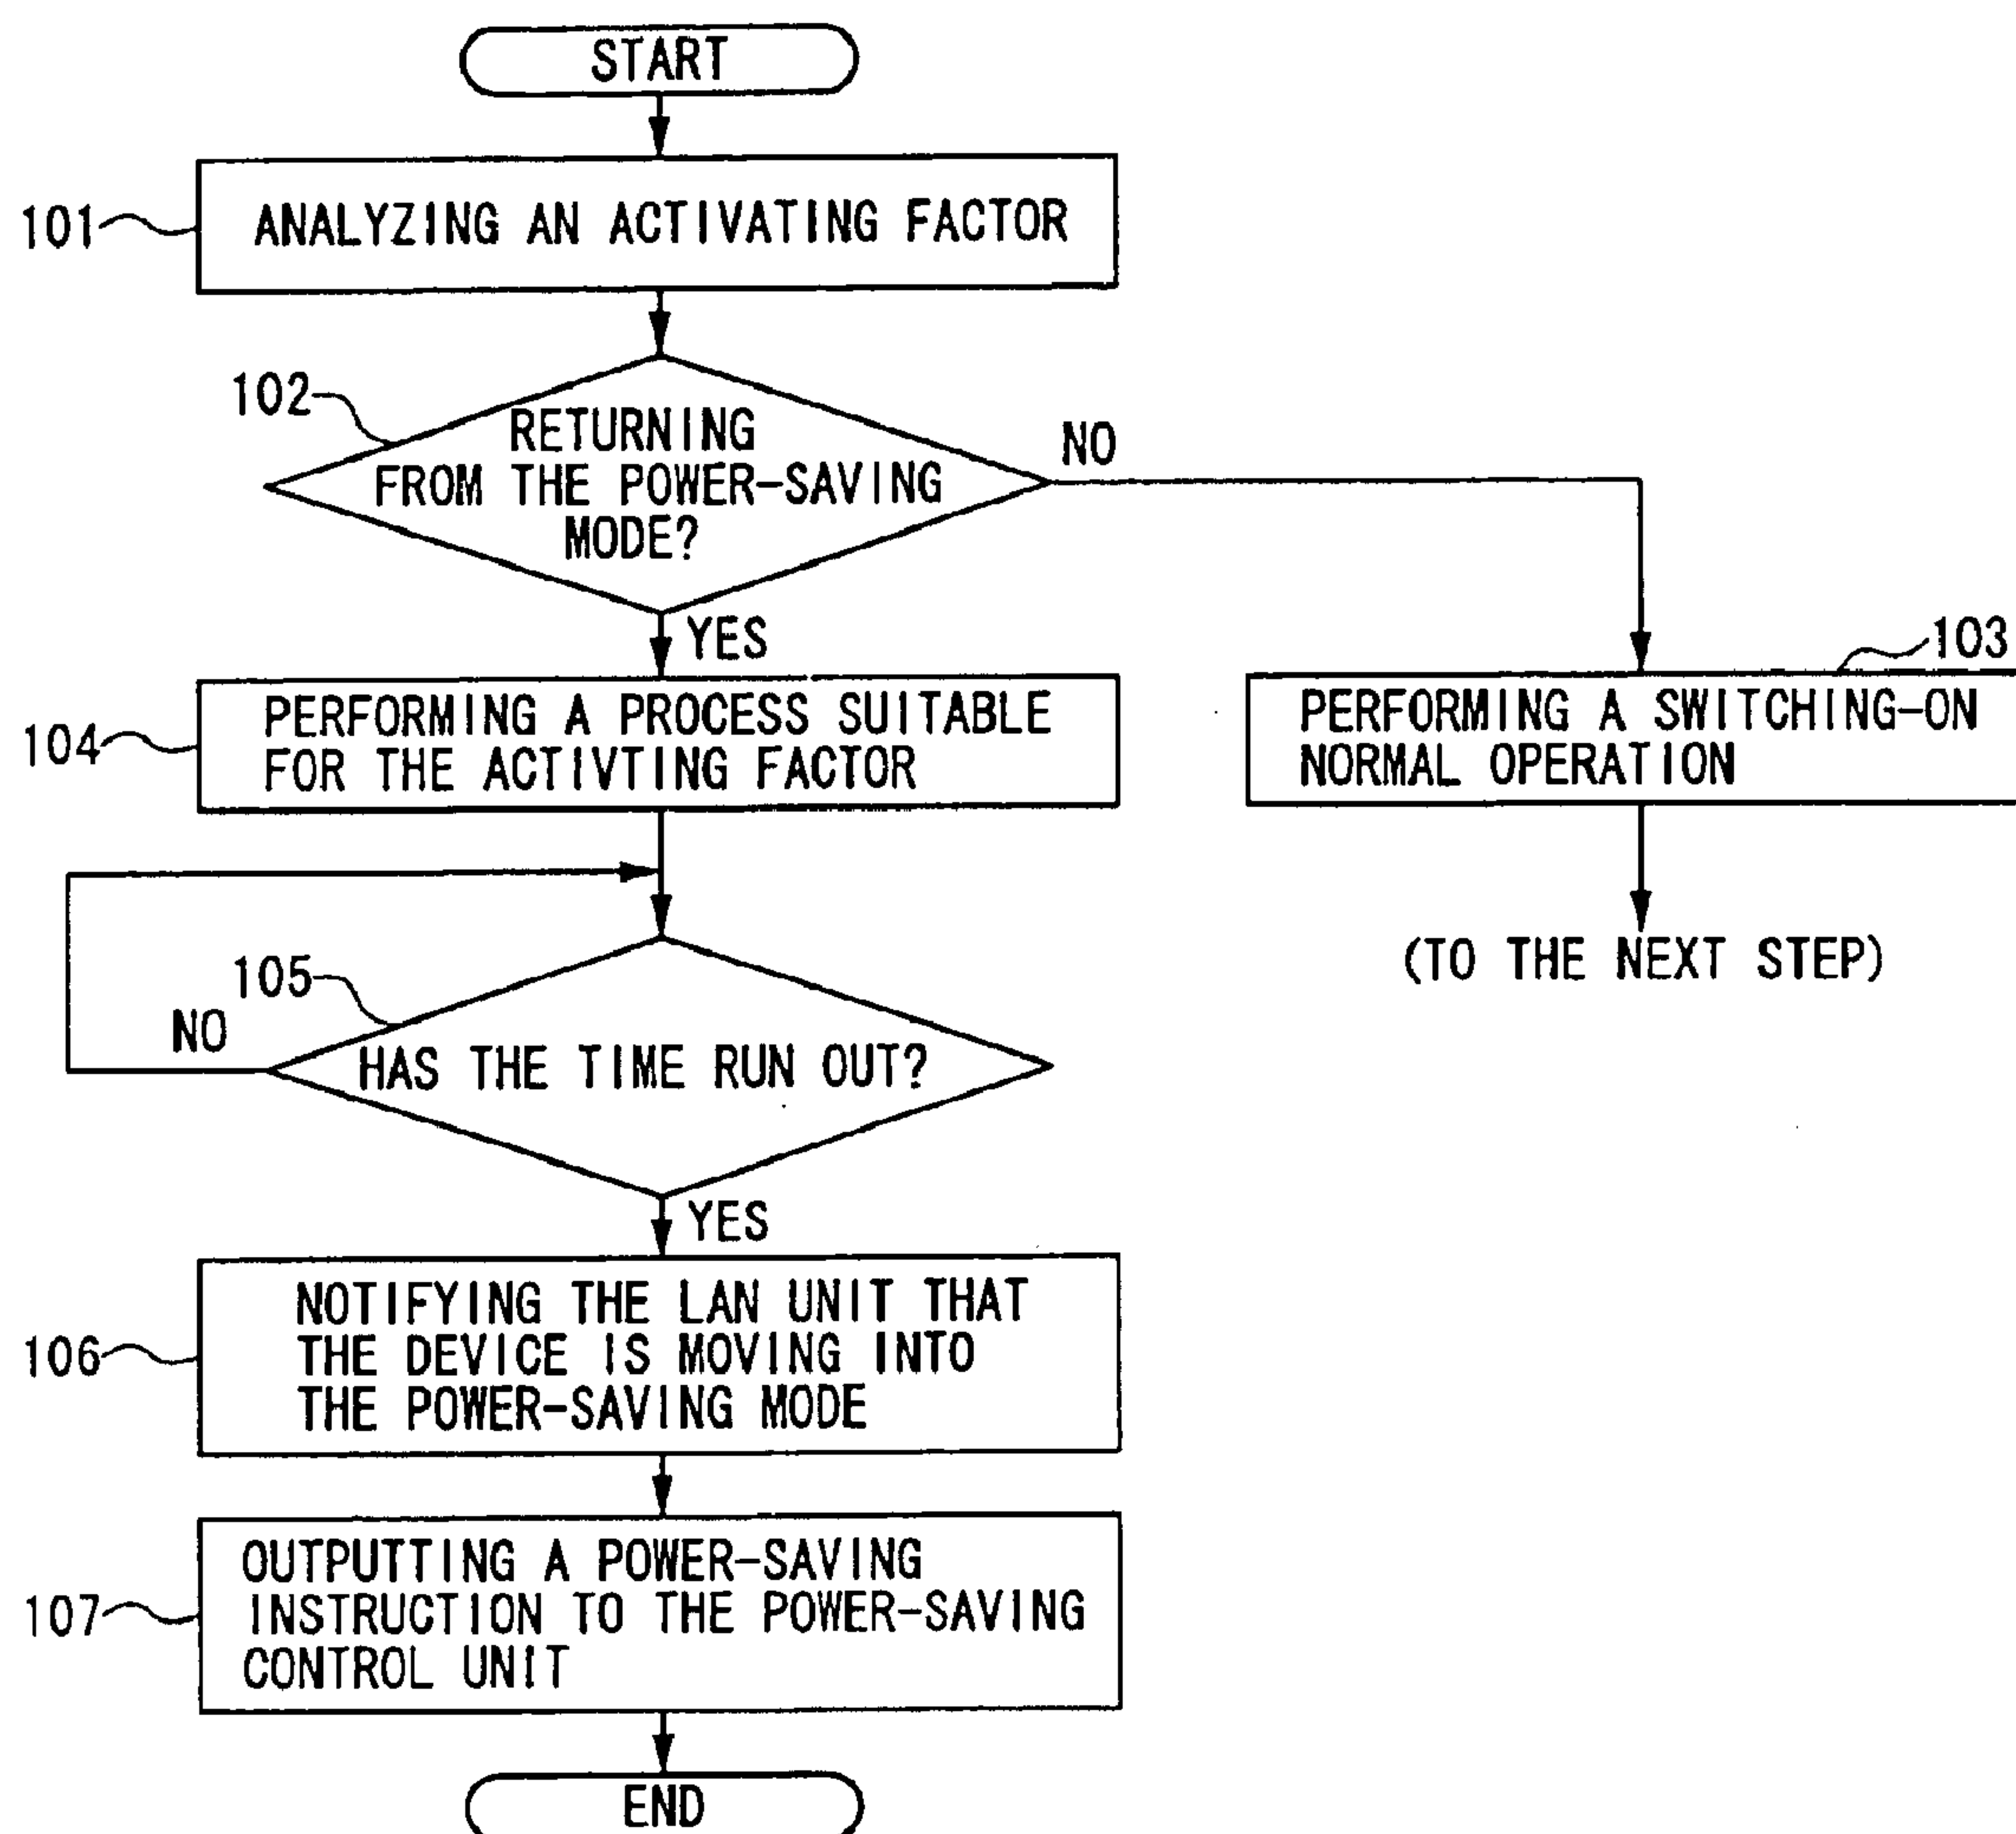 START
101
ANALYZING AN ACTIVATING FACTOR
102
RETURNING
FROM THE POWER-SAVING
MODE?
NO
YES
103
PERFORMING A SWITCHING-ON
NORMAL OPERATION
(TO THE NEXT STEP)
104
PERFORMING A PROCESS SUITABLE
FOR THE ACTIVTING FACTOR
105
NO
HAS THE TIME RUN OUT?
YES
106
NOTIFYING THE LAN UNIT THAT
THE DEVICE IS MOVING INTO
THE POWER-SAVING MODE
107
OUTPUTTING A POWER-SAVING
INSTRUCTION TO THE POWER-SAVING
CONTROL UNIT
END